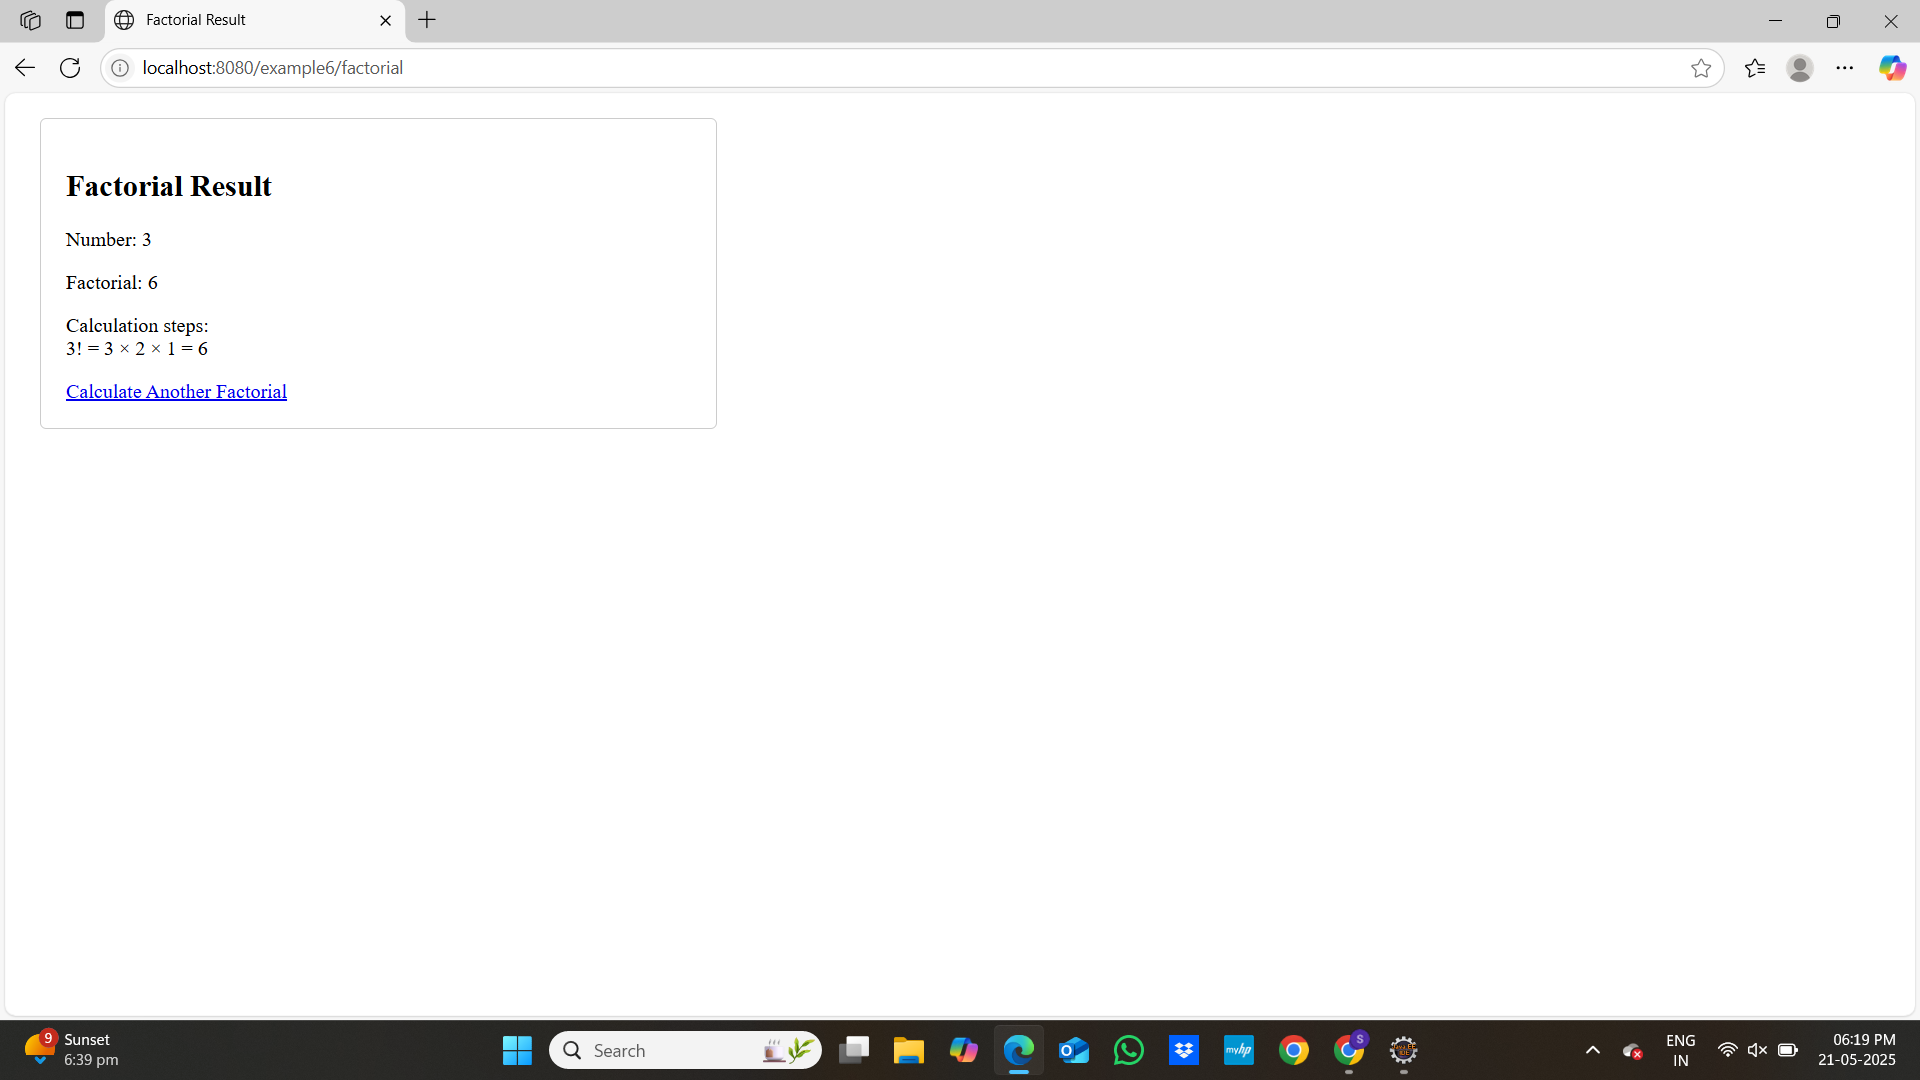 Factorial Result
localhost:8080/example6/factorial
Factorial Result
Number: 3
Factorial: 6
Calculation steps:
3! = 3 × 2 × 1 = 6
Calculate Another Factorial
9
Sunset
6:39 pm
Search
myhp
S
ENG
IN
06:19 PM
21-05-2025